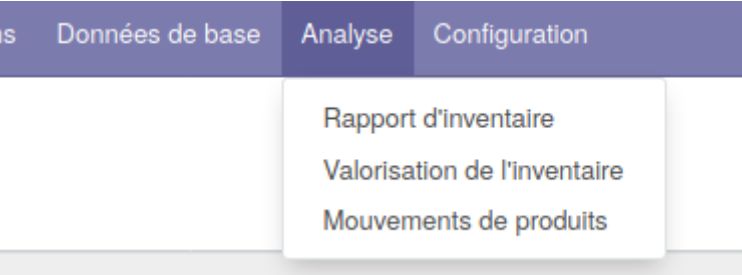 Données de base Analyse Configuration
Rapport d'inventaire
Valorisation de l'inventaire
Mouvements de produits